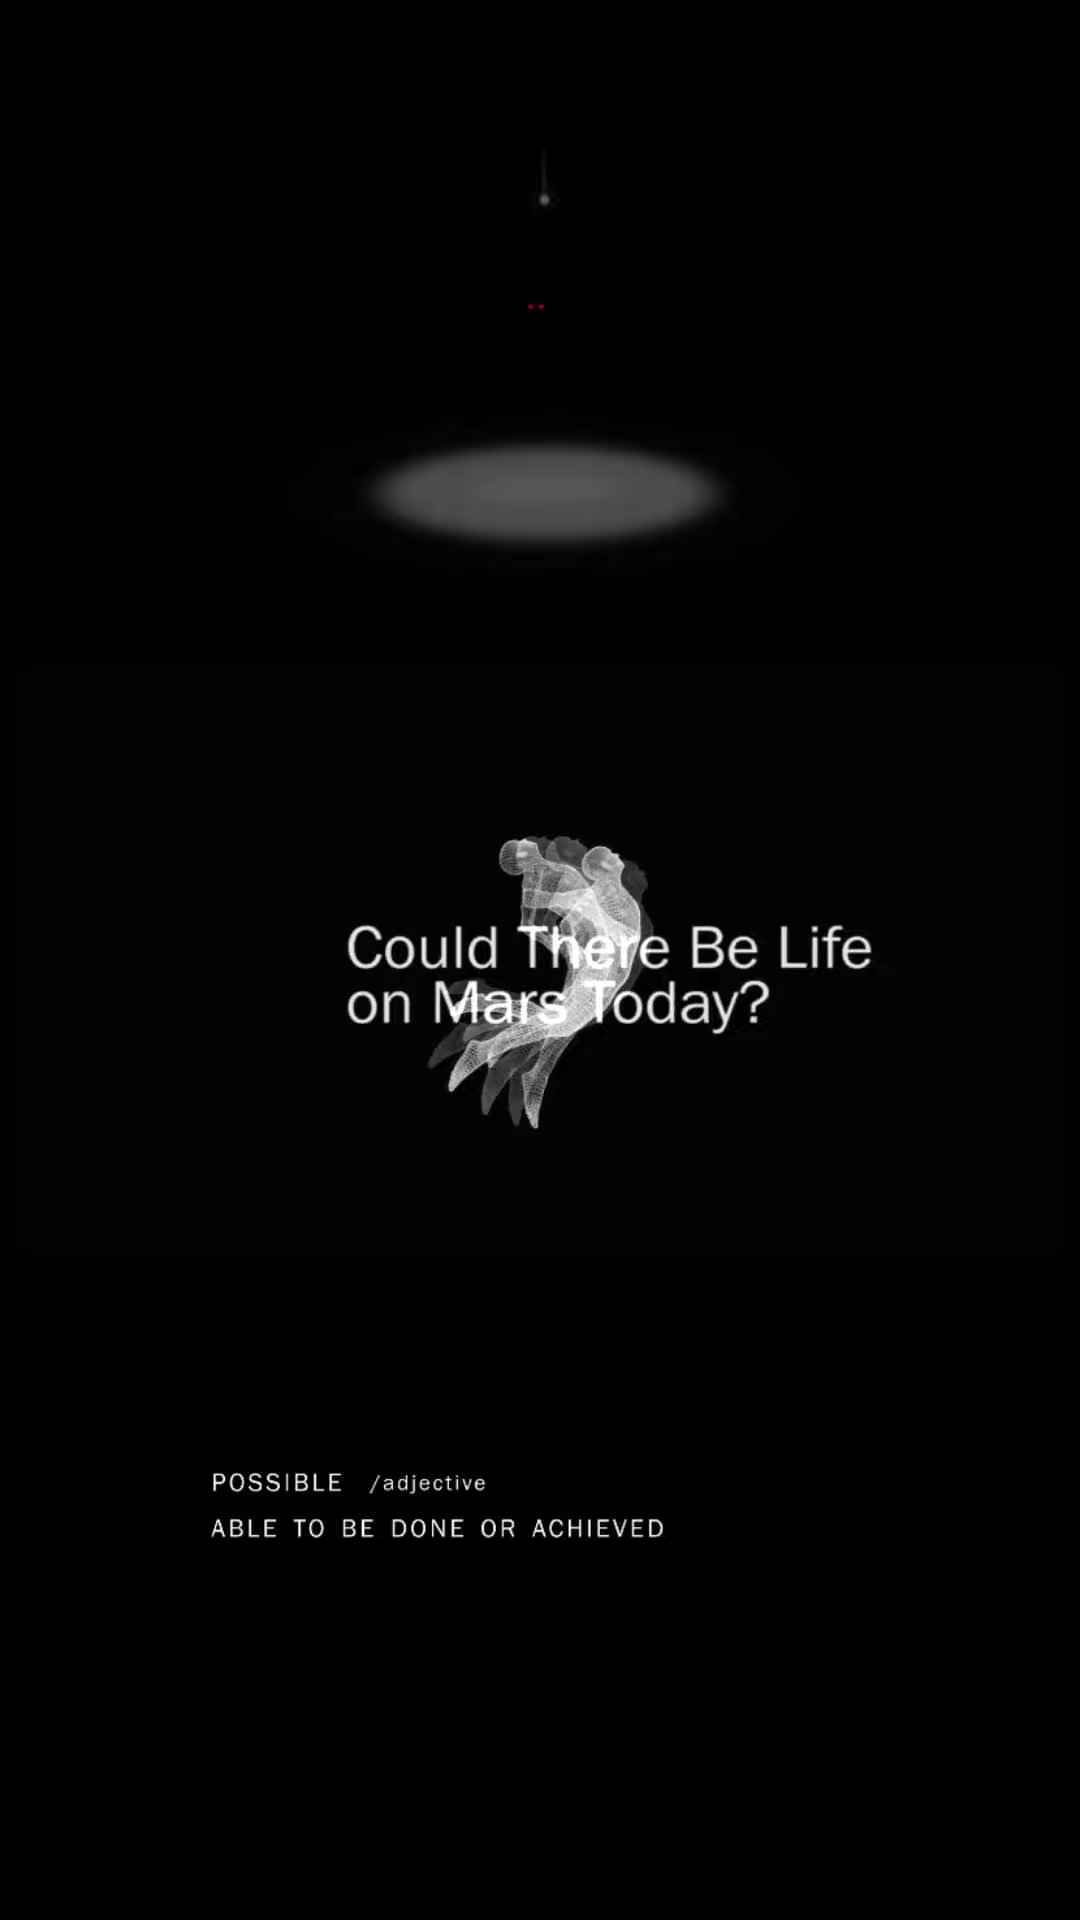 Could There Be Life
on Mars Today?
POSSIBLE /adjective
ABLE TO BE DONE OR ACHIEVED